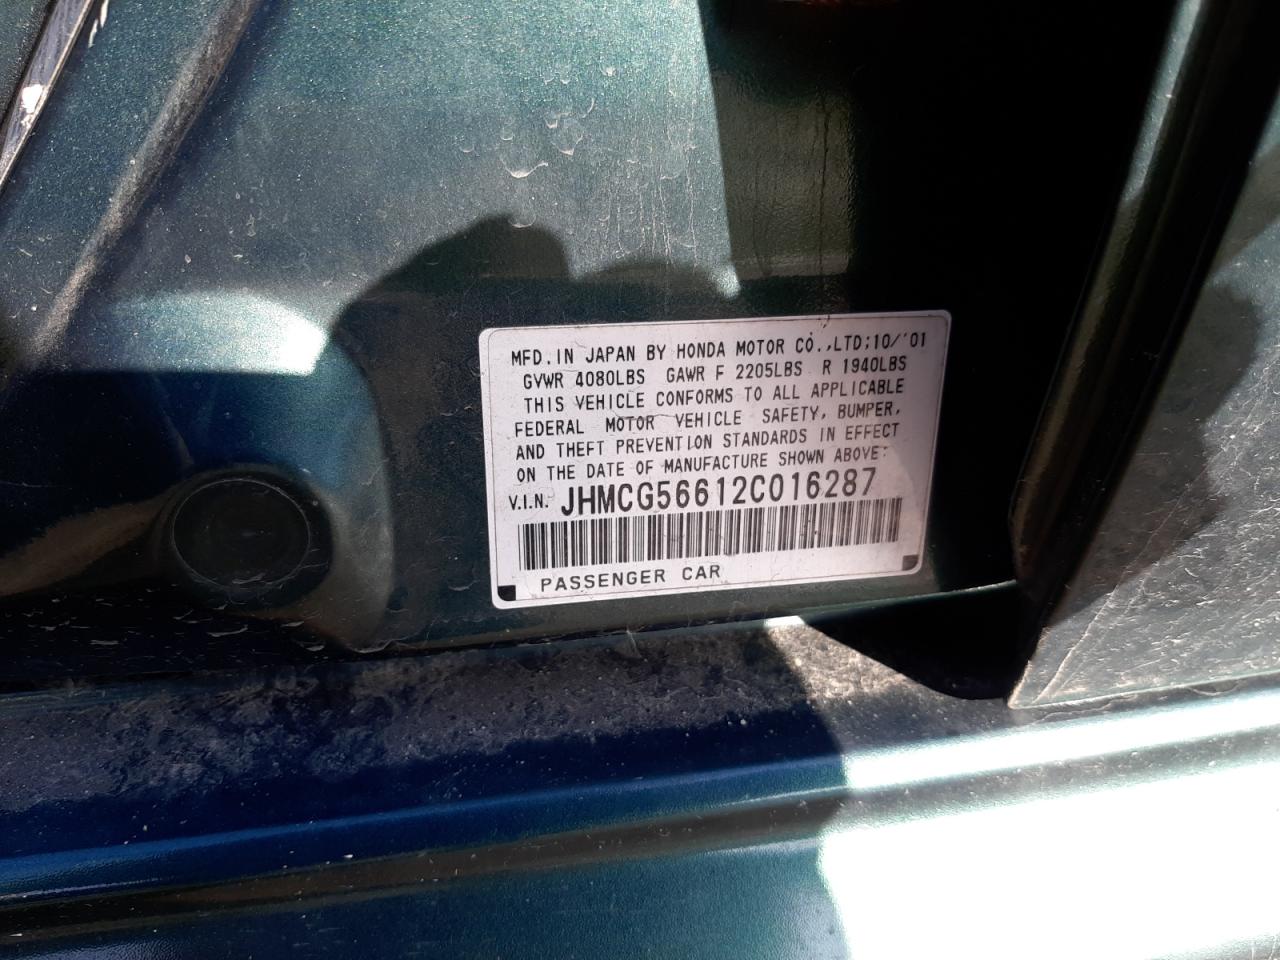 MFD. IN JAPAN BY HONDA MOTOR CO., LTD; 10/'01
GVWR 4080LBS GAWR F 2205LBS R 1940LBS
THIS VEHICLE CONFORMS TO ALL APPLICABLE
FEDERAL MOTOR VEHICLE SAFETY, BUMPER,
AND THEFT PREVENTION STANDARDS IN EFFECT
ON THE DATE OF MANUFACTURE SHOWN ABOVE:
V.I.N. JHMCG56612C016287
PASSENGER CAR